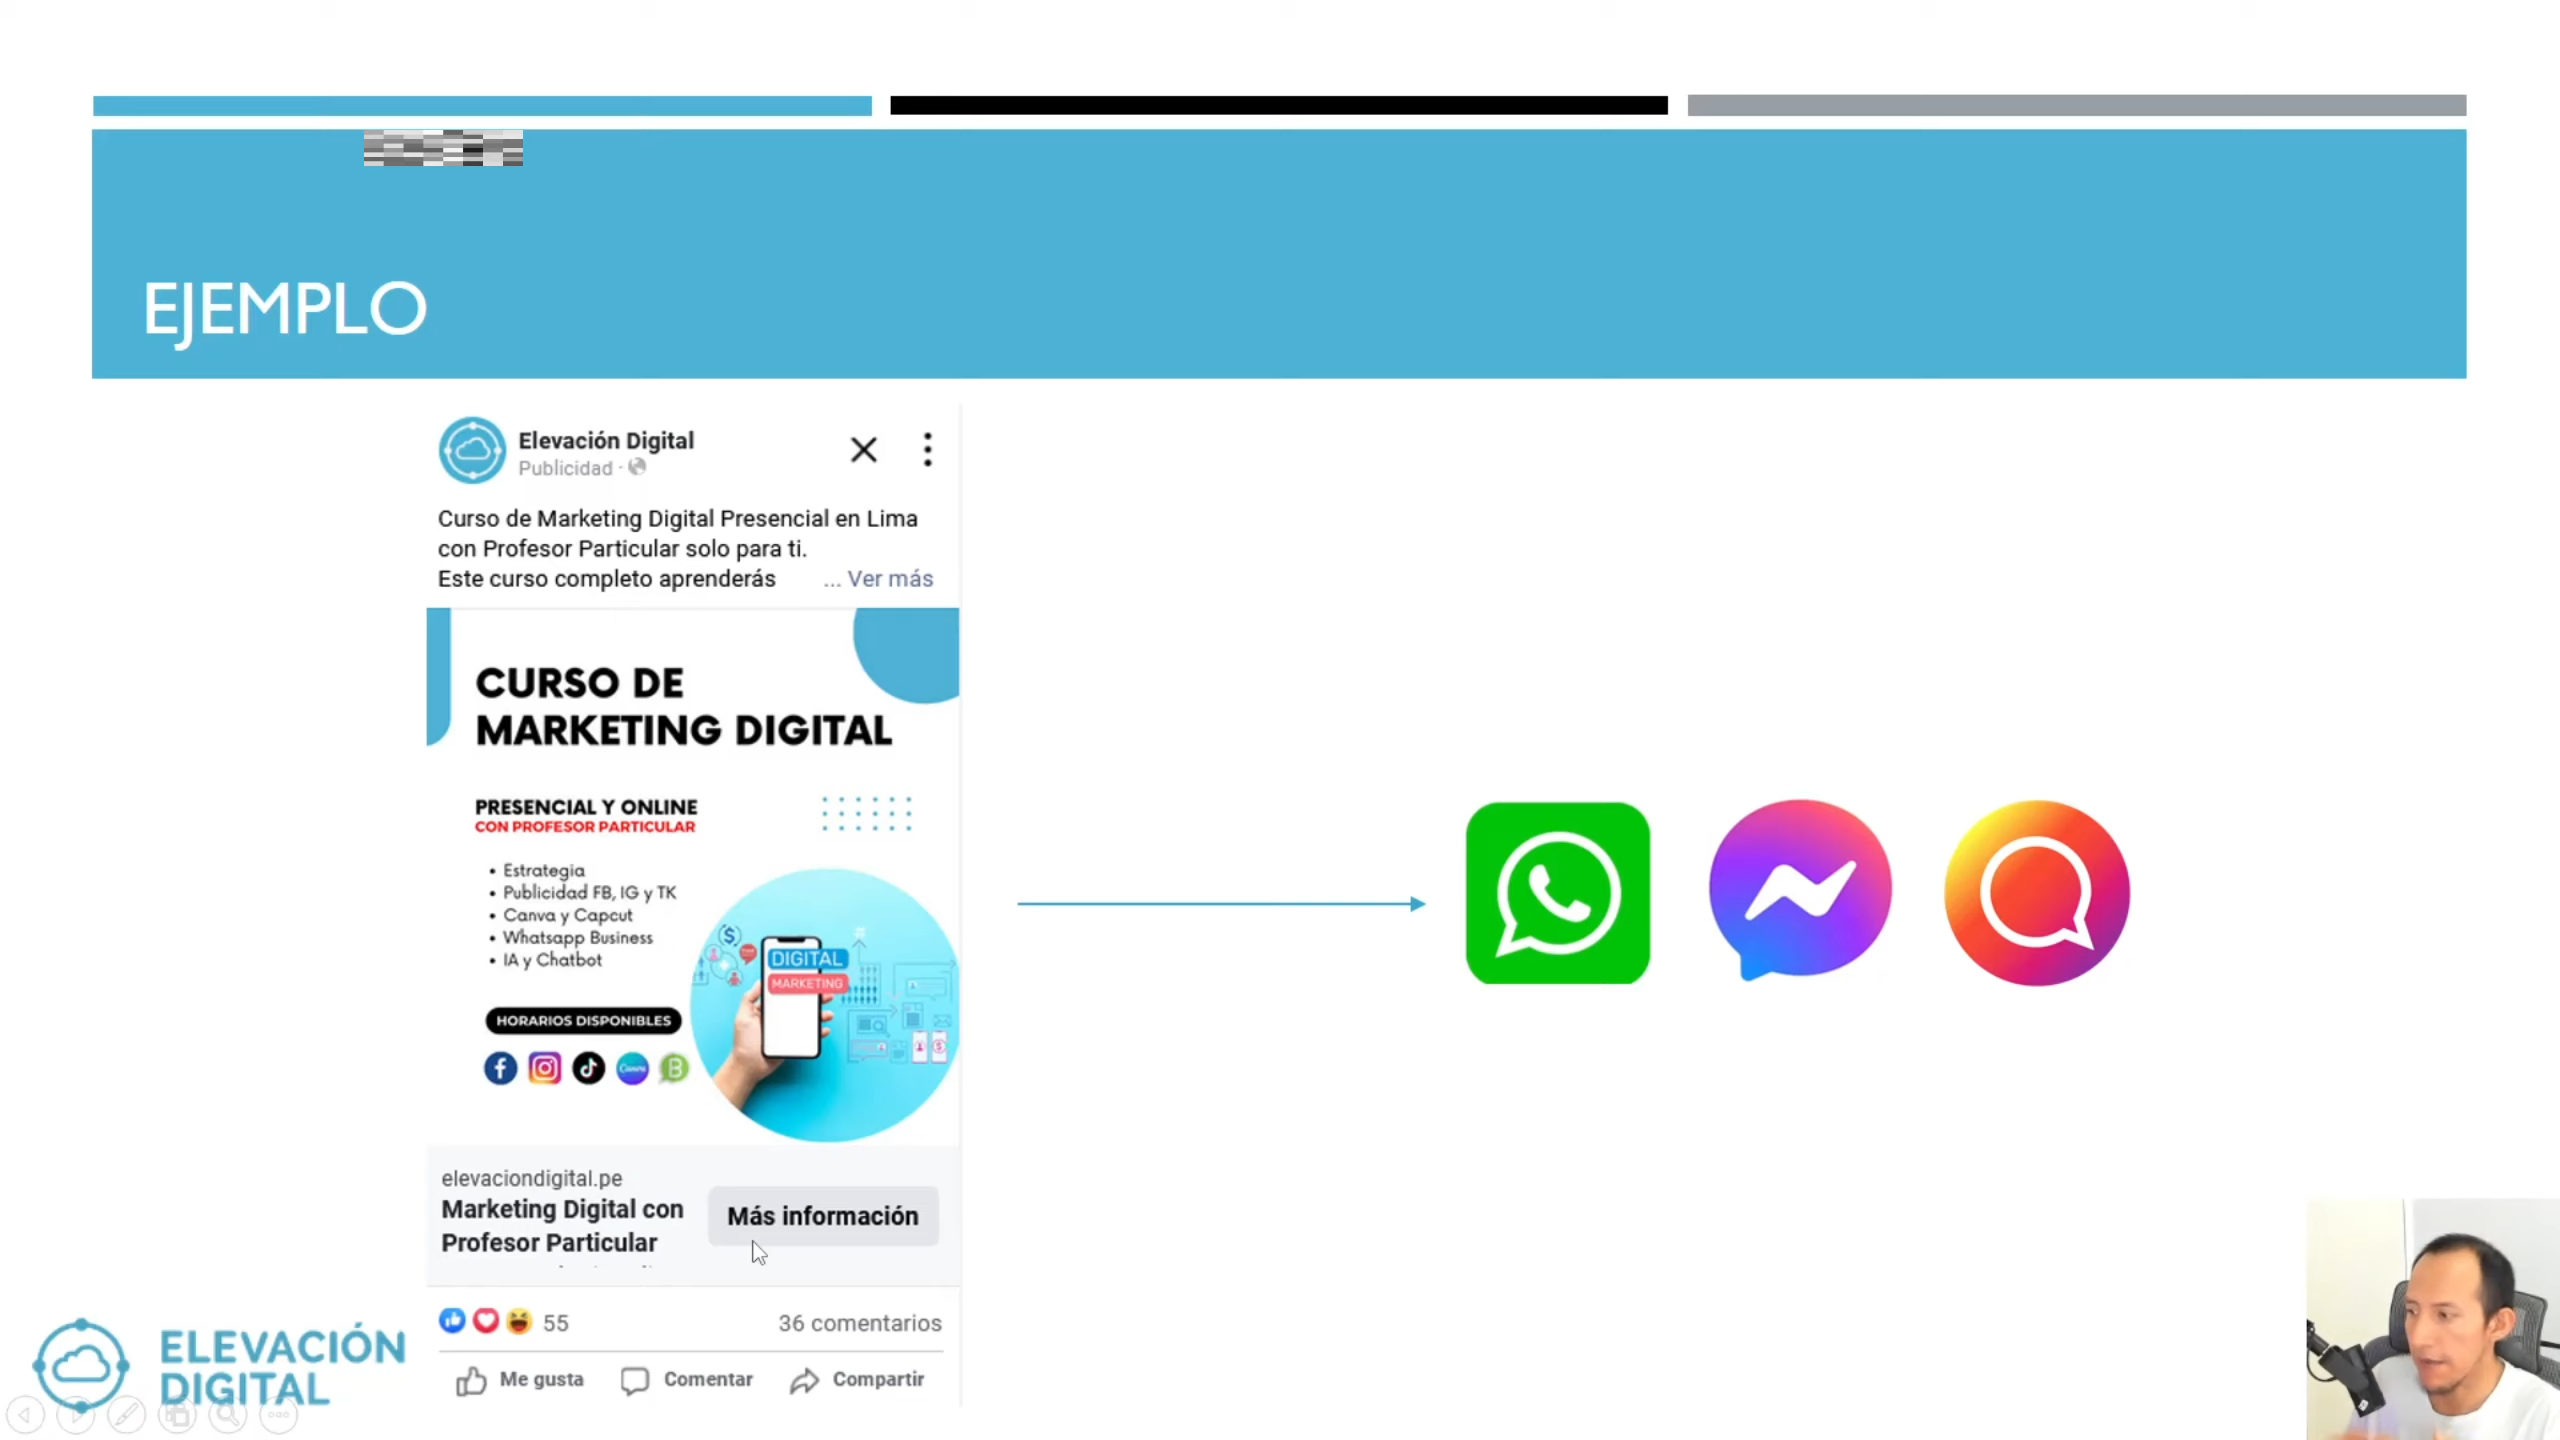 EJEMPLO
Elevación Digital
Publicidad ·
Curso de Marketing Digital Presencial en Lima
con Profesor Particular solo para ti.
Este curso completo aprenderás ... Ver más
CURSO DE
MARKETING DIGITAL
PRESENCIAL Y ONLINE
CON PROFESOR PARTICULAR
• Estrategia
• Publicidad FB, IG y TK
• Canva y Capcut
• Whatsapp Business
• IA y Chatbot
DIGITAL
MARKETING
HORARIOS DISPONIBLES
Canva
B
elevaciondigital.pe
Marketing Digital con
Profesor Particular
Más información
55
36 comentarios
Me gusta
Comentar
Compartir
ELEVACIÓN
DIGITAL